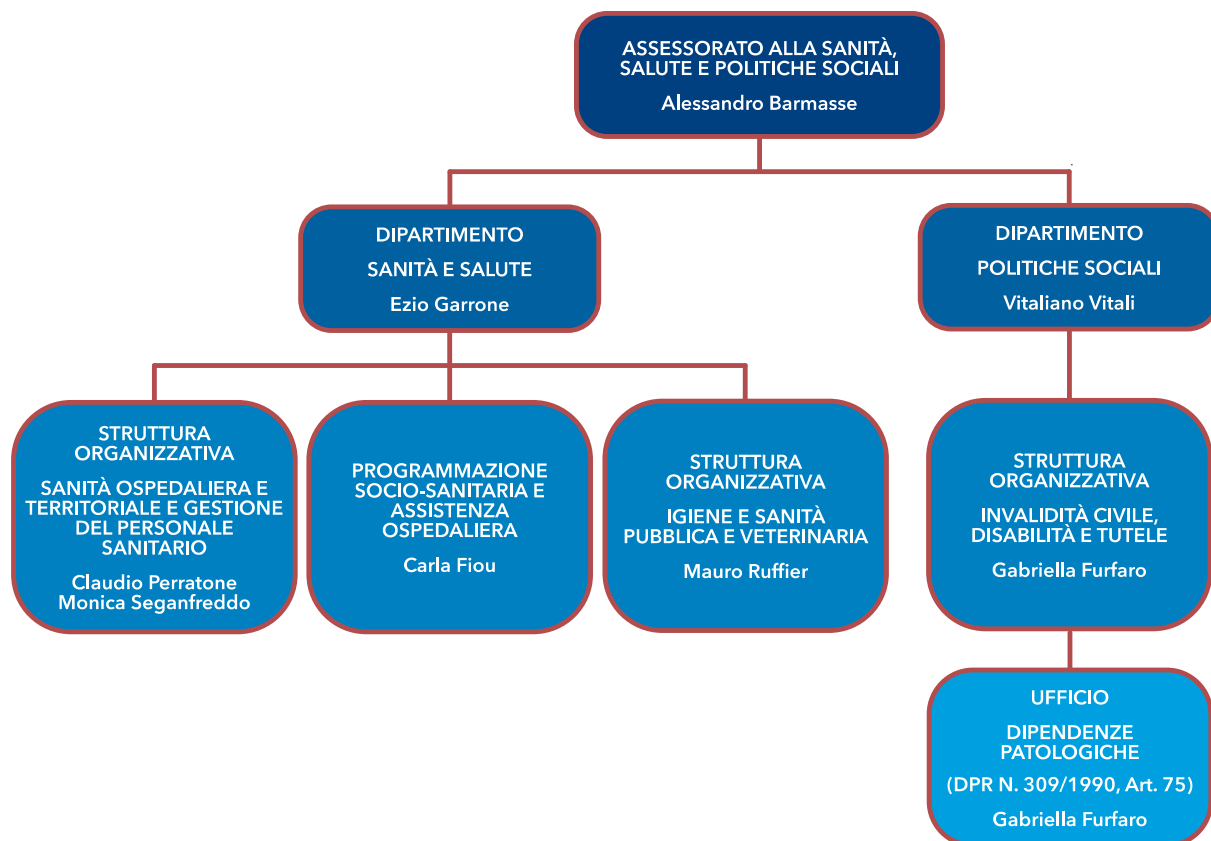 ASSESSORATO ALLA SANITÀ,
SALUTE E POLITICHE SOCIALI
Alessandro Barmasse
DIPARTIMENTO
SANITÀ E SALUTE
Ezio Garrone
DIPARTIMENTO
POLITICHE SOCIALI
Vitaliano Vitali
STRUTTURA
ORGANIZZATIVA
SANITÀ OSPEDALIERA E
TERRITORIALE E GESTIONE
DEL PERSONALE
SANITARIO
Claudio Perratone
Monica Seganfreddo
PROGRAMMAZIONE
SOCIO-SANITARIA E
ASSISTENZA
OSPEDALIERA
Carla Fiou
STRUTTURA
ORGANIZZATIVA
IGIENE E SANITÀ
PUBBLICA E VETERINARIA
Mauro Ruffier
STRUTTURA
ORGANIZZATIVA
INVALIDITÀ CIVILE,
DISABILITÀ E TUTELE
Gabriella Furfaro
UFFICIO
DIPENDENZE
PATOLOGICHE
(DPR N. 309/1990, Art. 75)
Gabriella Furfaro